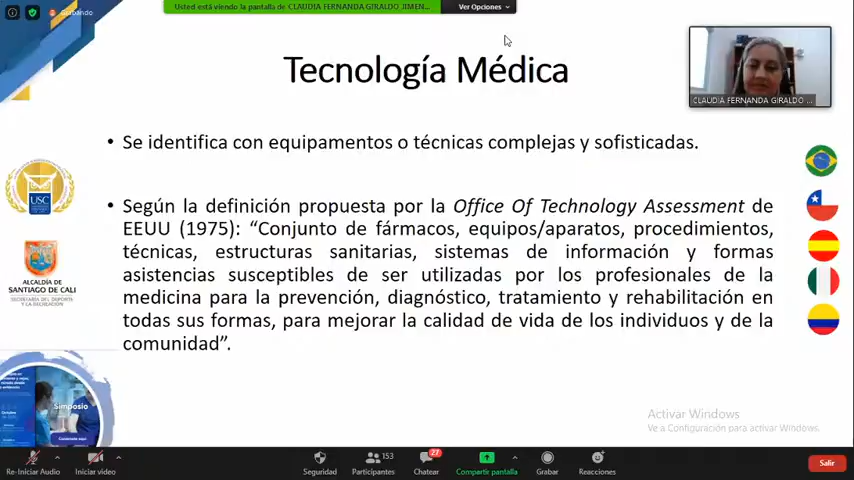 Grabando
Usted está viendo la pantalla de CLAUDIA FERNANDA GIRALDO JIMEN...
Ver Opciones
Tecnología Médica
CLAUDIA FERNANDA GIRALDO ...
• Se identifica con equipamentos o técnicas complejas y sofisticadas.
• Según la definición propuesta por la Office Of Technology Assessment de
EEUU (1975): “Conjunto de fármacos, equipos/aparatos, procedimientos,
técnicas, estructuras sanitarias, sistemas de información y formas
asistencias susceptibles de ser utilizadas por los profesionales de la
medicina para la prevención, diagnóstico, tratamiento y rehabilitación en
todas sus formas, para mejorar la calidad de vida de los individuos y de la
comunidad”.
USC
ALCALDÍA DE
SANTIAGO DE CALI
SECRETARÍA DEL DEPORTE
Y LA RECREACIÓN
Simposio
Activar Windows
Ve a Configuración para activar Windows.
Re-Iniciar Audio
Iniciar video
Seguridad
153
Participantes
27
Chatear
Compartir pantalla
Grabar
Reacciones
Salir